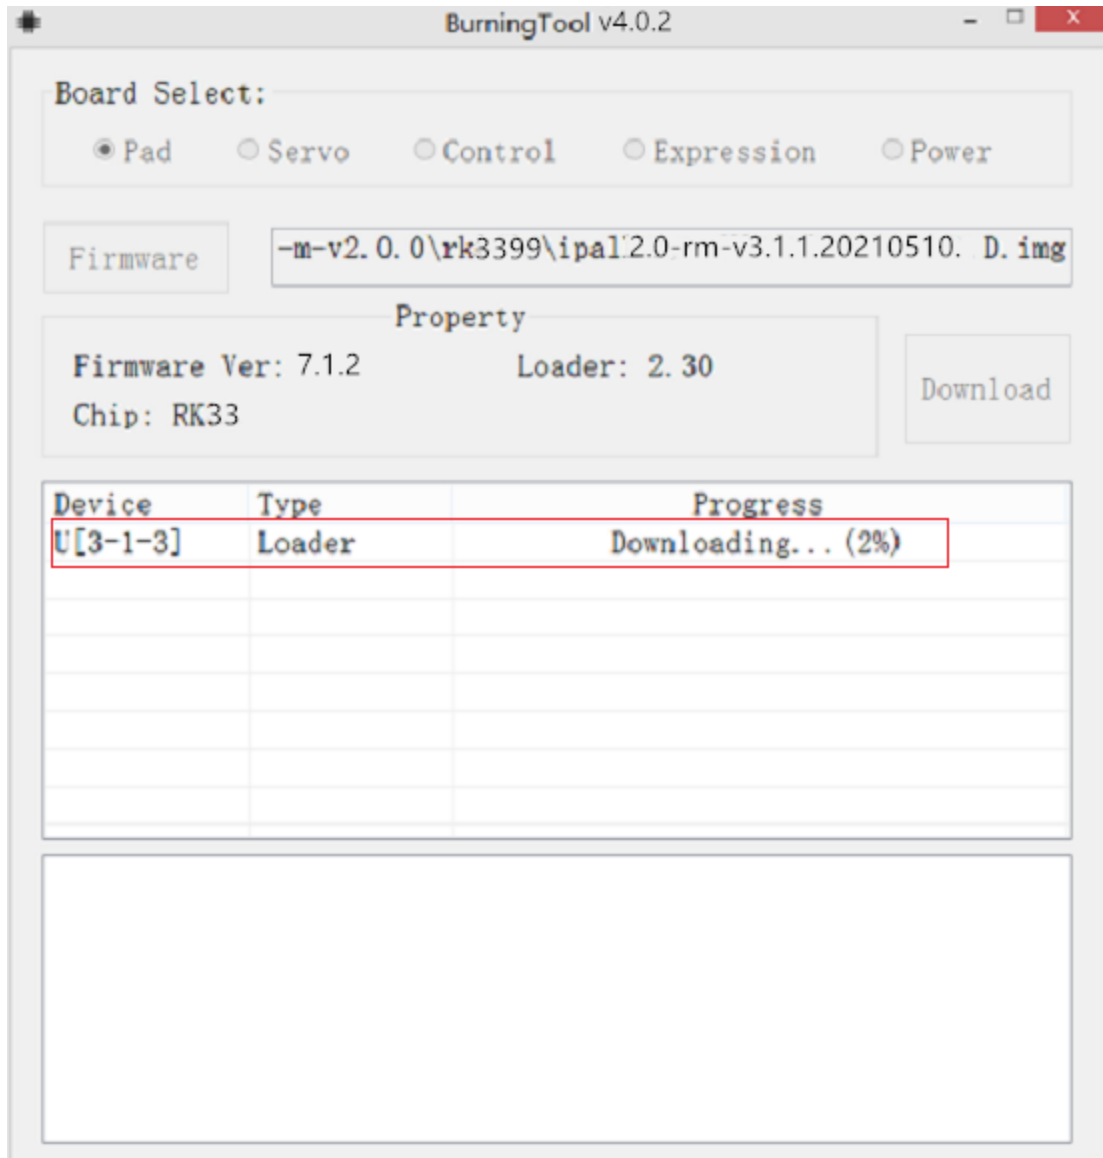 BurningTool v4.0.2
Board Select:
Pad Servo Control Expression Power
Firmware -m-v2.0.0\rk3399\ipal 2.0-rm-v3.1.1.20210510. D.img
Property
Firmware Ver: 7.1.2 Loader: 2.30
Chip: RK33
Download
Device Type Progress
U[3-1-3] Loader Downloading...(2%)